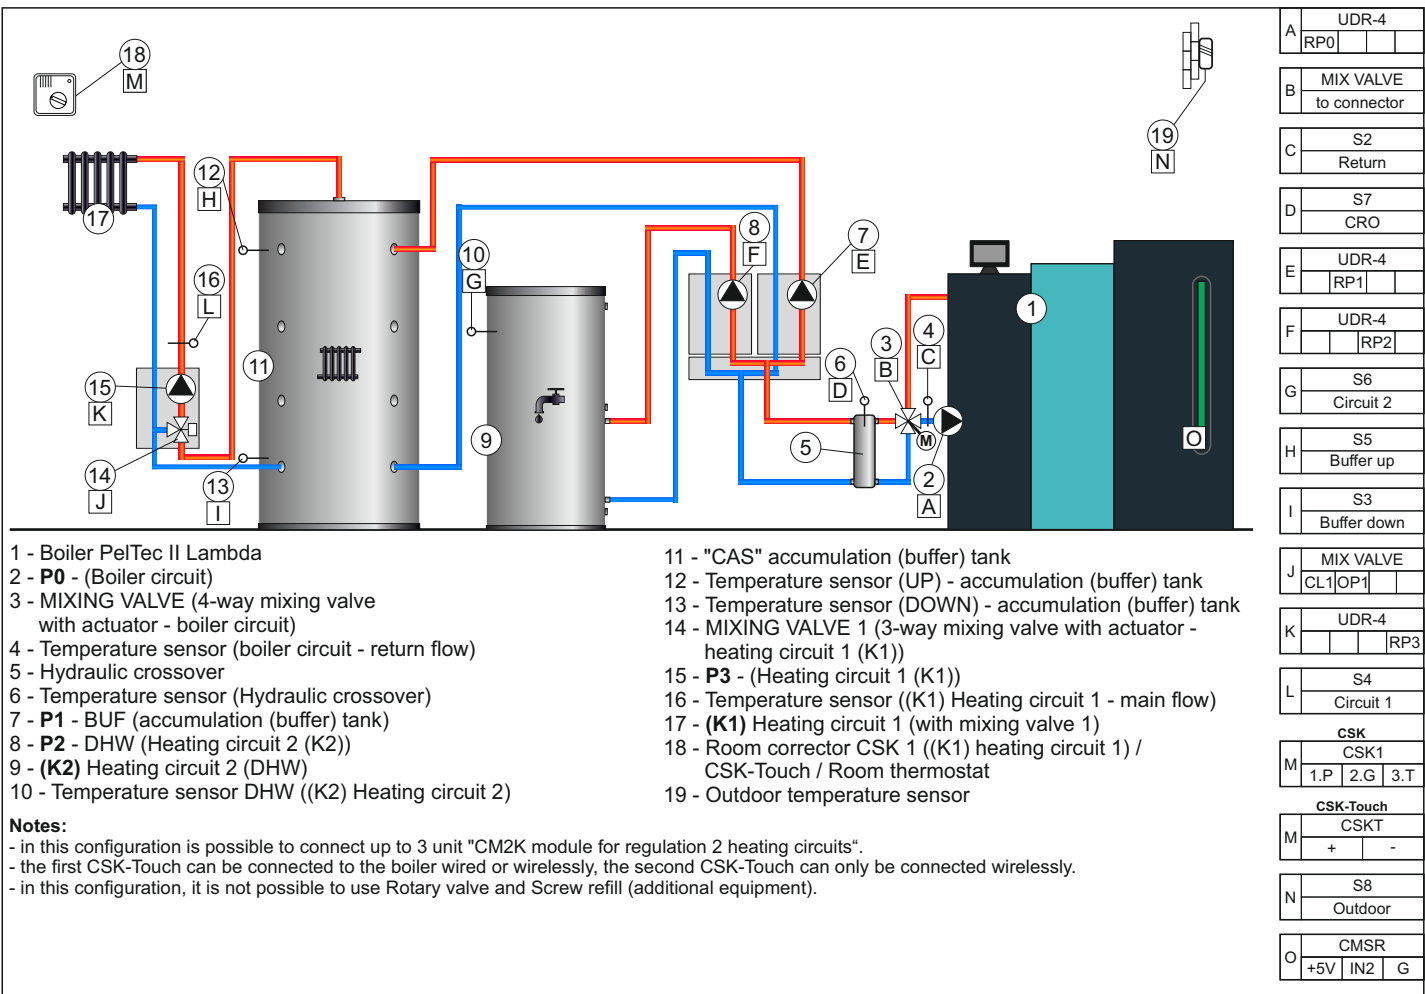 18
M
19
N
12
H
17
10
G
8
F
7
E
16
L
1
11
3
B
4
C
6
D
15
K
M
O
9
5
14
J
13
I
2
A
1 - Boiler PelTec II Lambda
2 - P0 - (Boiler circuit)
3 - MIXING VALVE (4-way mixing valve
with actuator - boiler circuit)
4 - Temperature sensor (boiler circuit - return flow)
5 - Hydraulic crossover
6 - Temperature sensor (Hydraulic crossover)
7 - P1 - BUF (accumulation (buffer) tank)
8 - P2 - DHW (Heating circuit 2 (K2))
9 - (K2) Heating circuit 2 (DHW)
10 - Temperature sensor DHW ((K2) Heating circuit 2)
11 - "CAS" accumulation (buffer) tank
12 - Temperature sensor (UP) - accumulation (buffer) tank
13 - Temperature sensor (DOWN) - accumulation (buffer) tank
14 - MIXING VALVE 1 (3-way mixing valve with actuator -
heating circuit 1 (K1))
15 - P3 - (Heating circuit 1 (K1))
16 - Temperature sensor ((K1) Heating circuit 1 - main flow)
17 - (K1) Heating circuit 1 (with mixing valve 1)
18 - Room corrector CSK 1 ((K1) heating circuit 1) /
CSK-Touch / Room thermostat
19 - Outdoor temperature sensor
Notes:
- in this configuration is possible to connect up to 3 unit "CM2K module for regulation 2 heating circuits“.
- the first CSK-Touch can be connected to the boiler wired or wirelessly, the second CSK-Touch can only be connected wirelessly.
- in this configuration, it is not possible to use Rotary valve and Screw refill (additional equipment).
A UDR-4
RP0
B MIX VALVE
to connector
C S2
Return
D S7
CRO
E UDR-4
RP1
F UDR-4
RP2
G S6
Circuit 2
H S5
Buffer up
I S3
Buffer down
J MIX VALVE
CL1 OP1
K UDR-4
RP3
L S4
Circuit 1
CSK
M CSK1
1.P 2.G 3.T
CSK-Touch
M CSKT
+ -
N S8
Outdoor
O CMSR
+5V IN2 G